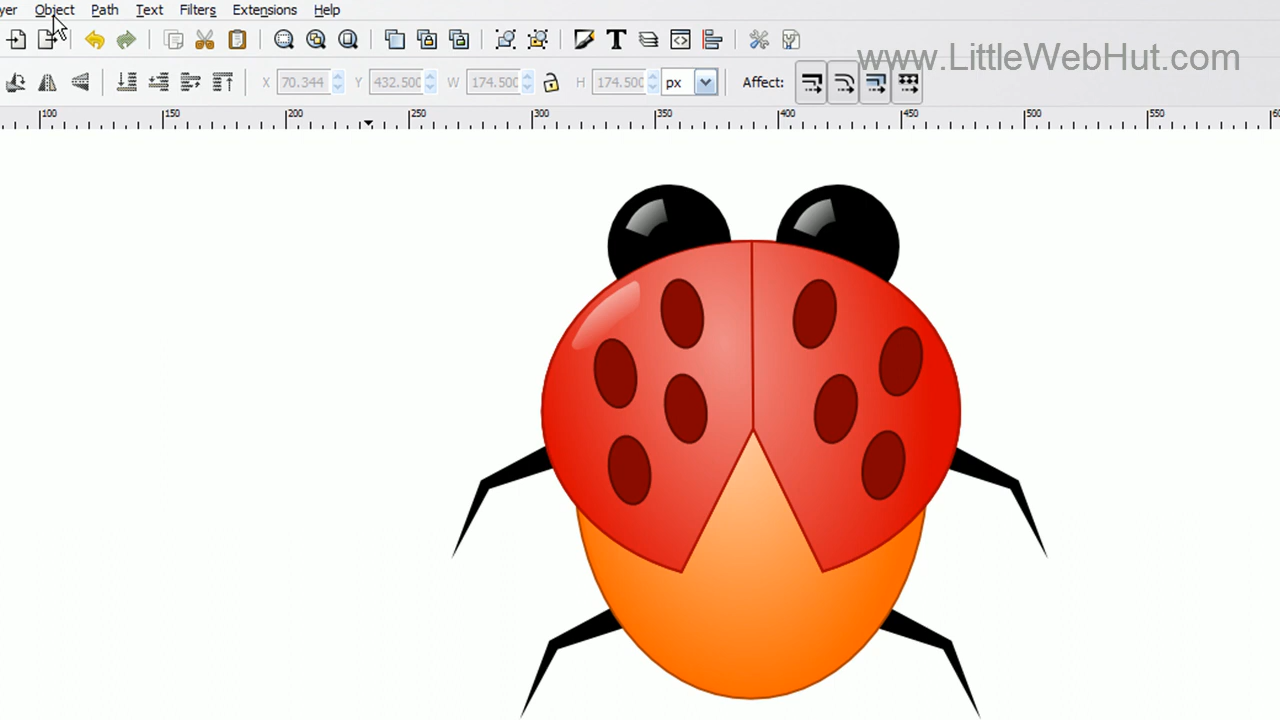 yer Object Path Text Filters Extensions Help
www.LittleWebHut.com
X 70.344 Y 432.500 W 174.500 H 174.500 px Affect:
100 150 200 250 300 350 400 450 500 550